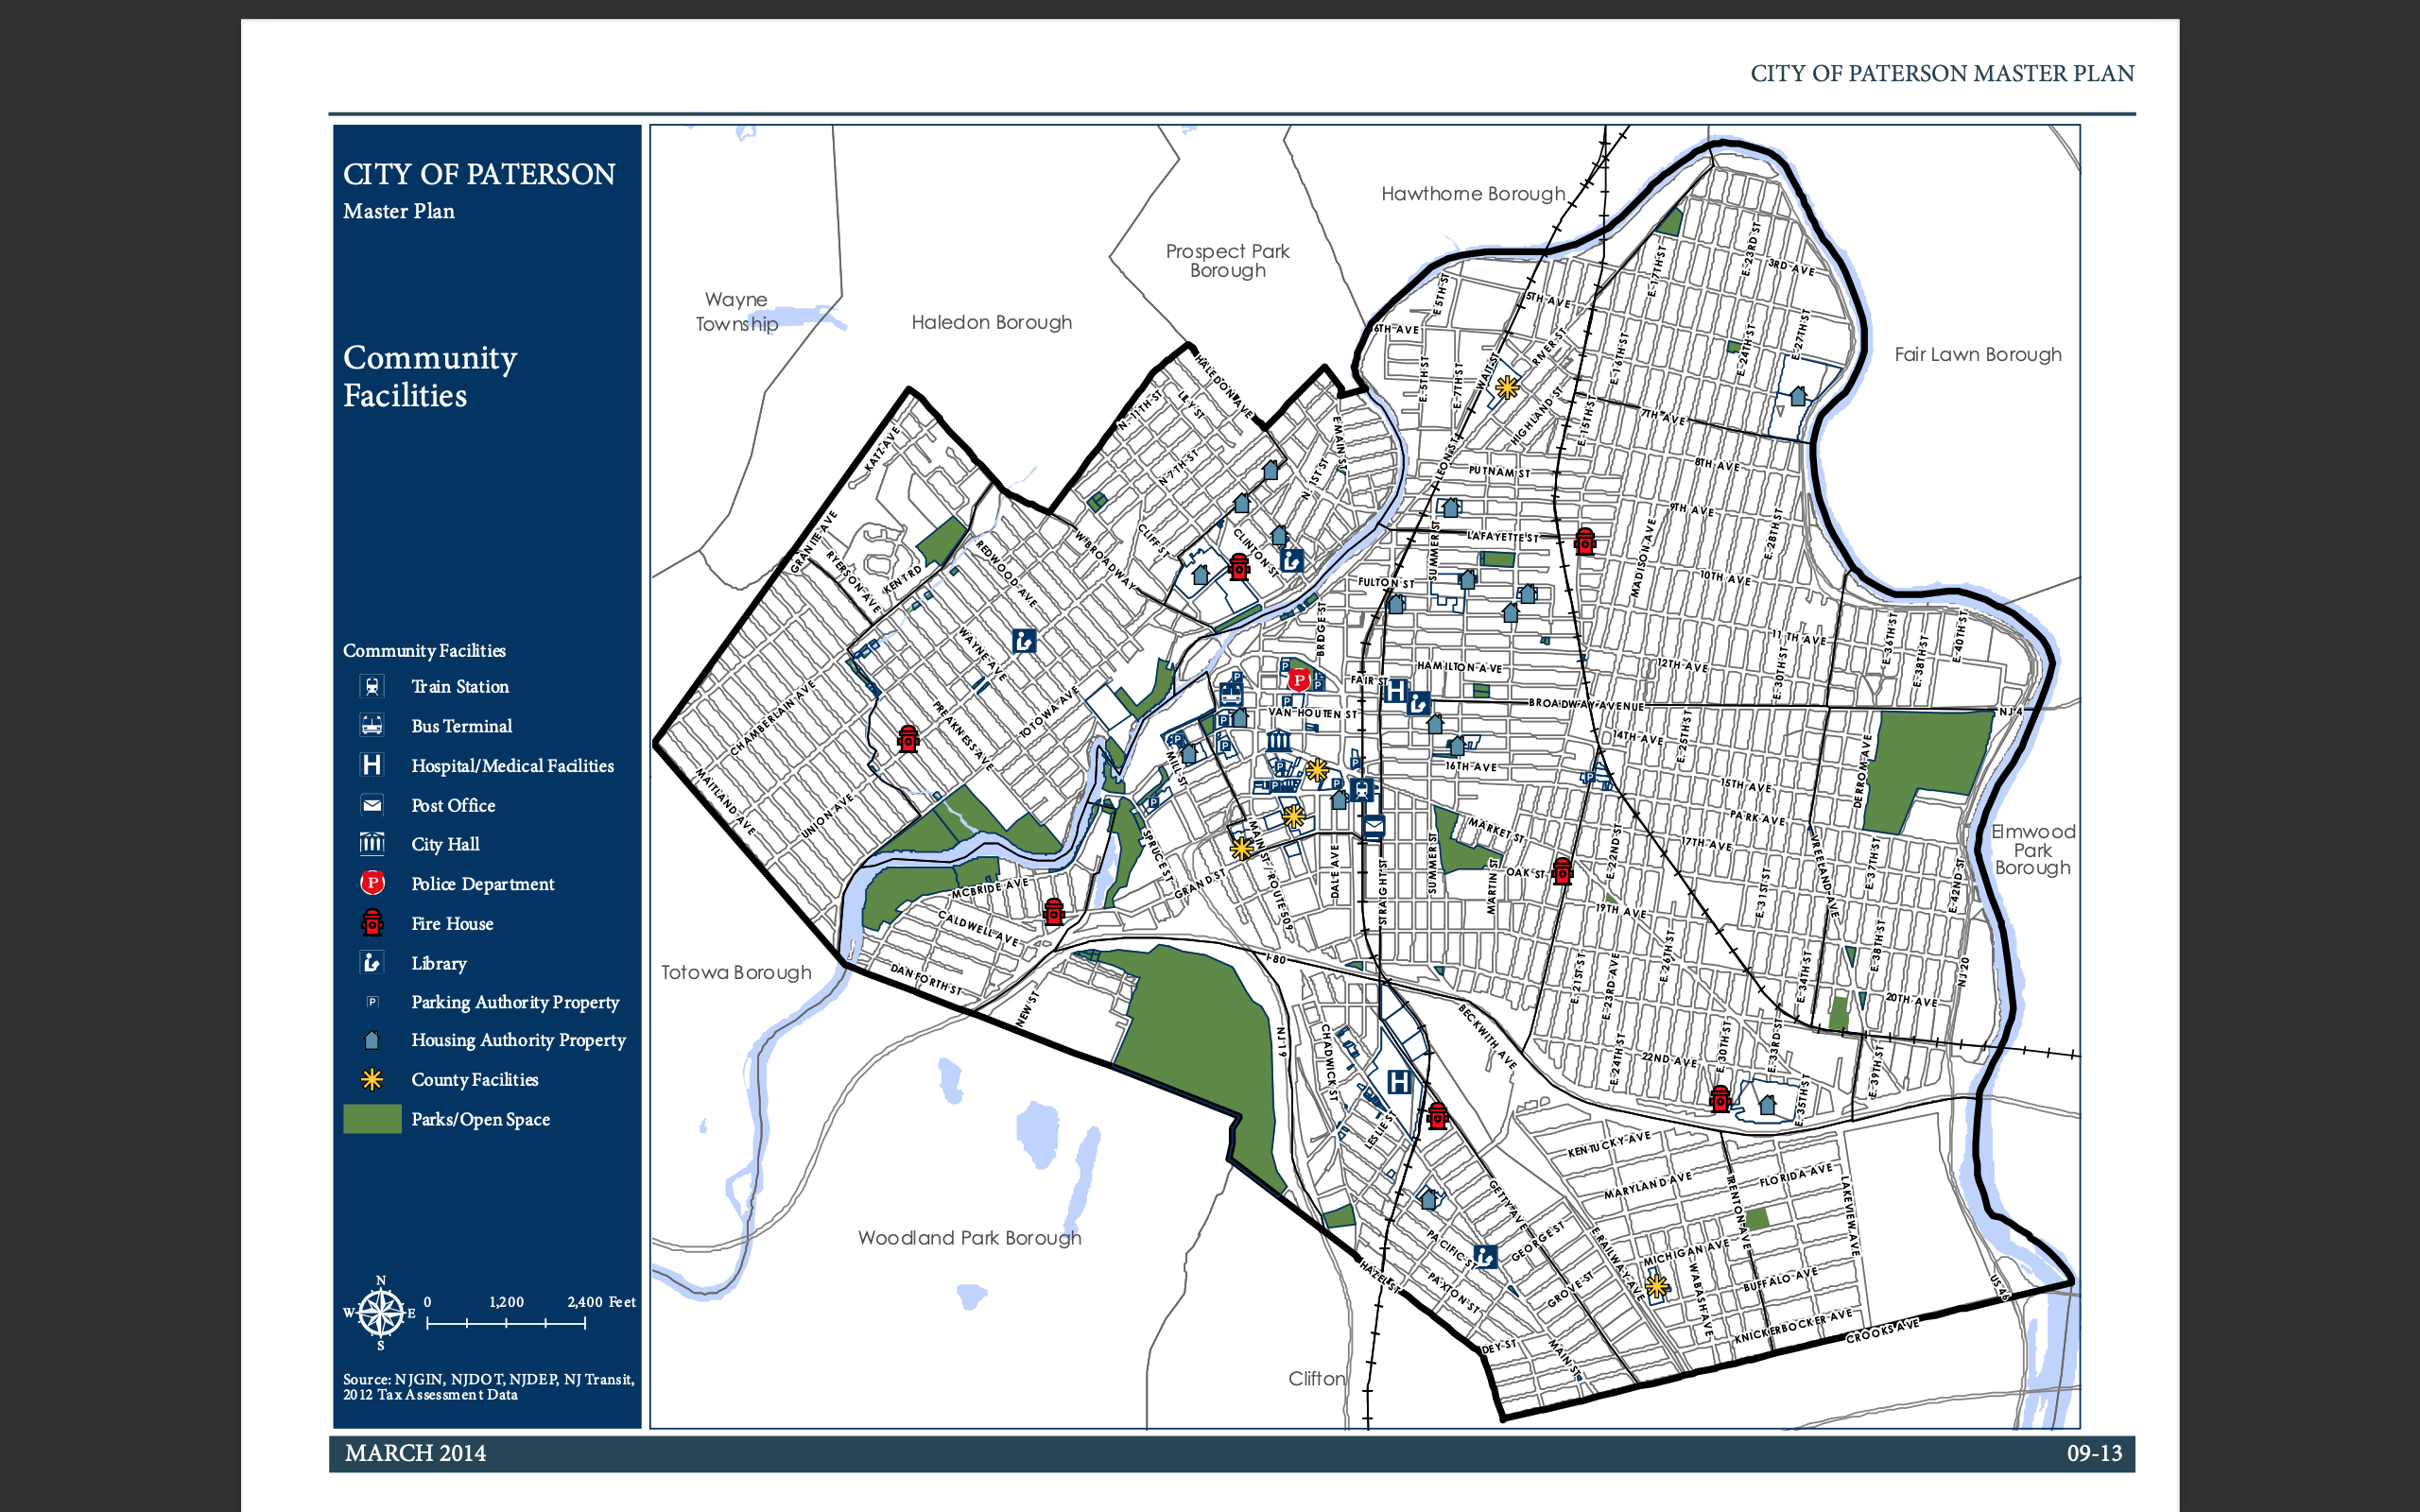 CITY OF PATERSON MASTER PLAN
CITY OF PATERSON
Master Plan
Community
Facilities
Community Facilities
Train Station
Bus Terminal
H Hospital/Medical Facilities
Post Office
City Hall
P Police Department
Fire House
Library
P Parking Authority Property
Housing Authority Property
County Facilities
Parks/Open Space
N
W E
S
0 1,200 2,400 Feet
Source: NJGIN, NJDOT, NJDEP, NJ Transit,
2012 Tax Assessment Data
Hawthorne Borough
Prospect Park
Borough
Wayne
Township
Haledon Borough
Fair Lawn Borough
Elmwood
Park
Borough
Totowa Borough
Woodland Park Borough
Clifton
E. 23RD ST
3RD AVE
E. 17TH ST
E 5TH ST
5TH AVE
6TH AVE
RIVER ST
E. 16TH ST
E. 24TH ST
E. 27TH ST
E. 5TH ST
E. 7TH ST
WAIT ST
HIGHLAND ST
E. 15TH ST
7TH AVE
HALEDON AVE
N. 11TH ST
LILY ST
N 7TH ST
N. 1ST ST
E MAIN ST
KATZ AVE
LEON ST
PUTNAM ST
8TH AVE
9TH AVE
GRANITE AVE
RYERSON AVE
KENT RD
REDWOOD AVE
W BROADWAY
CLIFF ST
CLINTON ST
SUMMER ST
LAFAYETTE ST
MADISON AVE
E. 28TH ST
10TH AVE
FULTON ST
BRIDGE ST
11 TH AVE
E. 36TH ST
E. 38TH ST
E. 40TH ST
WAYNE AVE
HAMILTON AVE
12TH AVE
E. 30TH ST
FAIR ST
VAN HOUTEN ST
BROADWAY AVENUE
NJ 4
CHAMBERLAIN AVE
PREAKNESS AVE
TOTOWA AVE
MILL ST
14TH AVE
E. 25TH ST
16TH AVE
15TH AVE
DERROM AVE
MAITLAND AVE
UNION AVE
PARK AVE
MARKET ST
17TH AVE
SPRUCE ST
MAIN ST / ROUTE 509
DALE AVE
STRAIGHT ST
SUMMER ST
MARTIN ST
OAK ST
E. 22ND ST
VREELAND AVE
E. 37TH ST
E. 42ND ST
MCBRIDE AVE
GRAND ST
E. 31 ST ST
19TH AVE
CALDWELL AVE
I-80
E. 26TH ST
E. 38TH ST
DANFORTH ST
NEW ST
E. 21ST ST
E. 23RD AVE
E. 34TH ST
20TH AVE
NJ 20
NJ 19
CHADWICK ST
BECKWITH AVE
22ND AVE
E. 24TH ST
E. 30TH ST
E. 33RD ST
E. 35TH ST
E. 39TH ST
LESLIE ST
KENTUCKY AVE
MARYLAND AVE
FLORIDA AVE
TRENTON AVE
LAKEVIEW AVE
GETTY AVE
GEORGE ST
PACIFIC ST
E RAILWAY AVE
MICHIGAN AVE
HAZEL ST
PAXTON ST
GROVE ST
WABASH AVE
BUFFALO AVE
US 46
KNICKERBOCKER AVE
CROOKS AVE
DEY ST
MAIN ST
MARCH 2014
09-13